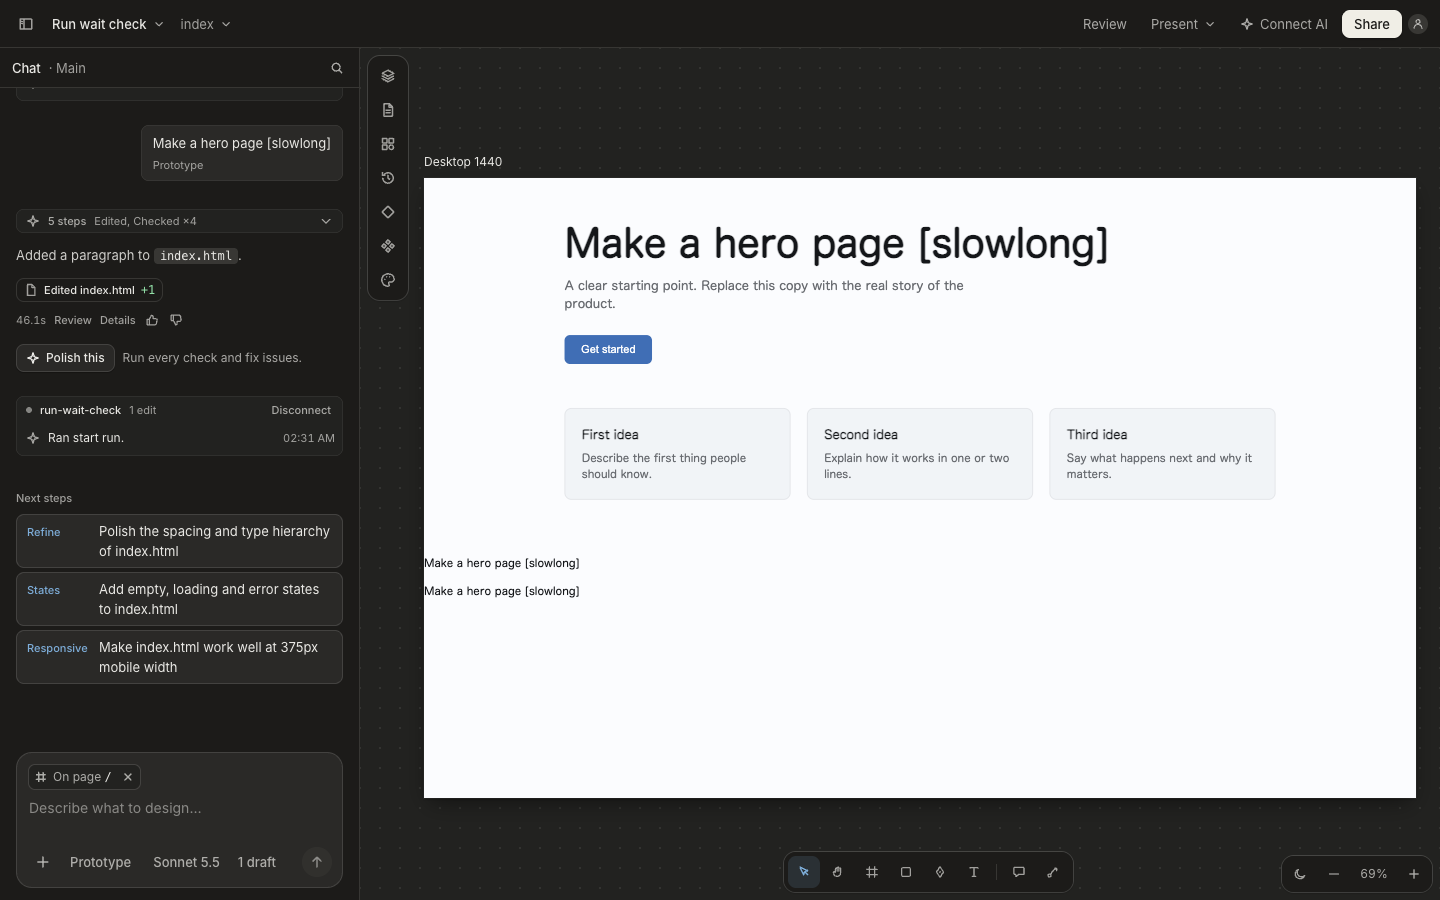 Run wait check
index
Review
Present
Connect AI
Share
Chat · Main
Make a hero page [slowlong]
Prototype
5 steps Edited, Checked ×4
Added a paragraph to index.html.
Edited index.html +1
46.1s Review Details
Polish this Run every check and fix issues.
run-wait-check 1 edit Disconnect
Ran start run. 02:31 AM
Next steps
Refine Polish the spacing and type hierarchy
of index.html
States Add empty, loading and error states
to index.html
Responsive Make index.html work well at 375px
mobile width
On page /
Describe what to design...
Prototype Sonnet 5.5 1 draft
Desktop 1440
Make a hero page [slowlong]
A clear starting point. Replace this copy with the real story of the
product.
Get started
First idea
Describe the first thing people
should know.
Second idea
Explain how it works in one or two
lines.
Third idea
Say what happens next and why it
matters.
Make a hero page [slowlong]
Make a hero page [slowlong]
69%